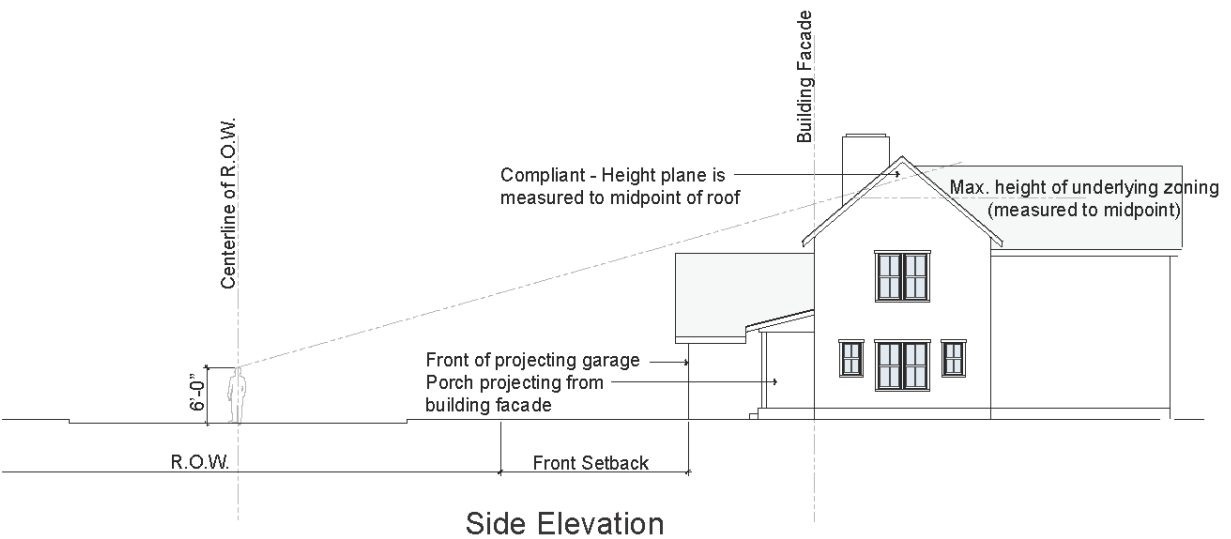 Building Facade
Centerline of R.O.W.
Compliant - Height plane is
measured to midpoint of roof
Max. height of underlying zoning
(measured to midpoint)
Front of projecting garage
Porch projecting from
building facade
6'-0"
R.O.W.
Front Setback
Side Elevation